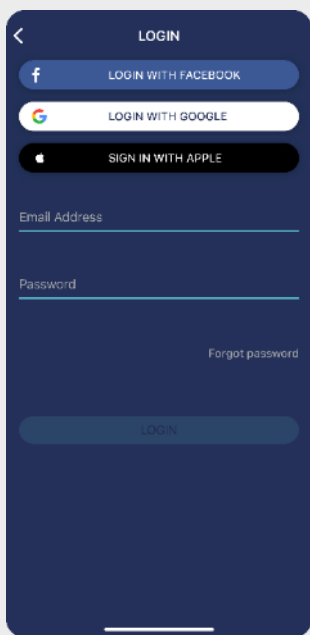 LOGIN
LOGIN WITH FACEBOOK
LOGIN WITH GOOGLE
SIGN IN WITH APPLE
Email Address
Password
Forgot password
LOGIN